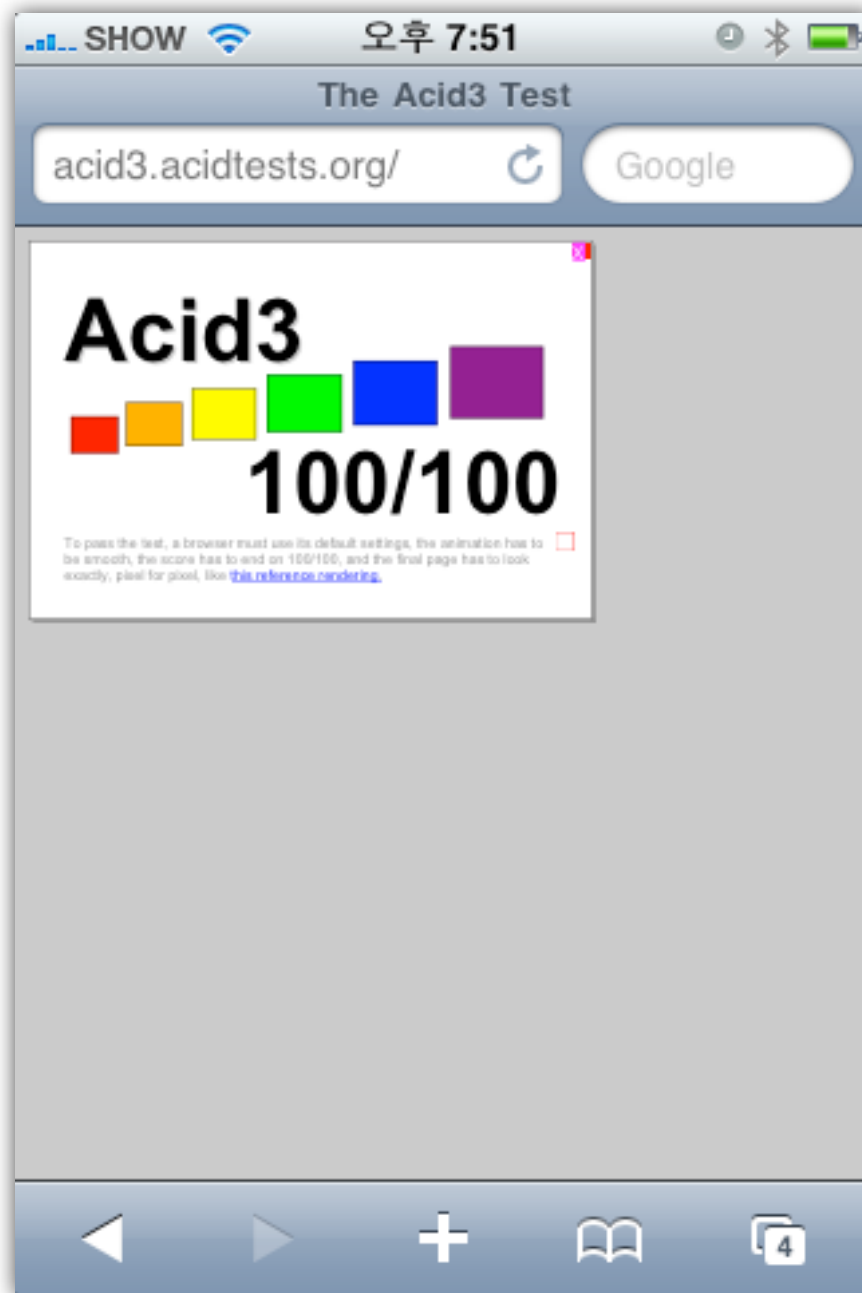 SHOW 오후 7:51
The Acid3 Test
acid3.acidtests.org/ Google
X
Acid3
100/100
To pass the test, a browser must use its default settings, the animation has to
be smooth, the score has to end on 100/100, and the final page has to look
exactly, pixel for pixel, like this reference rendering.
4